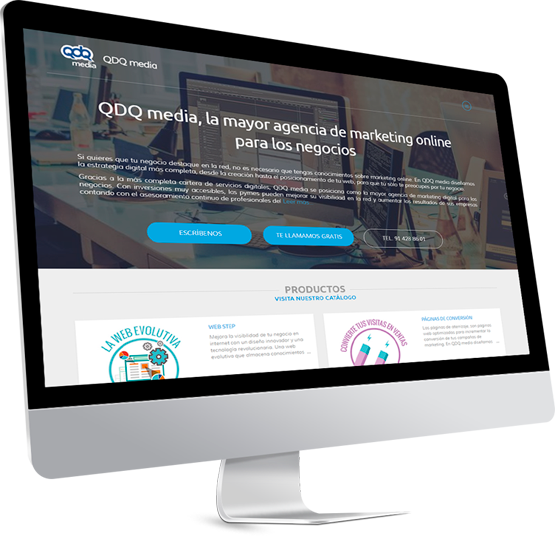 QDQ media
QDQ media
QDQ media, la mayor agencia de marketing online
para los negocios
Si quieres que tu negocio destaque en la red, no es necesario que tengas conocimientos sobre marketing online. En QDQ media diseñamos
la estrategia digital más completa, desde la creación hasta el posicionamiento de tu web, para que tú sólo te preocupes por tu negocio.
Gracias a la más completa cartera de servicios digitales, QDQ media se posiciona como la mayor agencia de marketing digital para los
negocios. Con inversiones muy accesibles, las pymes pueden mejorar su visibilidad en la red y aumentar los resultados de sus empresas
contando con el asesoramiento continuo de profesionales del
ESCRÍBENOS
TE LLAMAMOS GRATIS
TEL. 91 428
PRODUCTOS
VISITA NUESTRO CATÁLOGO
LA WEB EVOLUTIVA
WEB STEP
Mejora la visibilidad de tu negocio en
internet con un diseño innovador y una
tecnología revolucionaria. Una web
evolutiva que almacena conocimientos ...
CONVIERTE TUS VISITAS EN VENTAS
PÁGINAS DE CONVERSIÓN
Las páginas de aterrizaje, son páginas
web optimizadas para incrementar la
conversión de tus campañas de
marketing. En QDQ media diseñamos